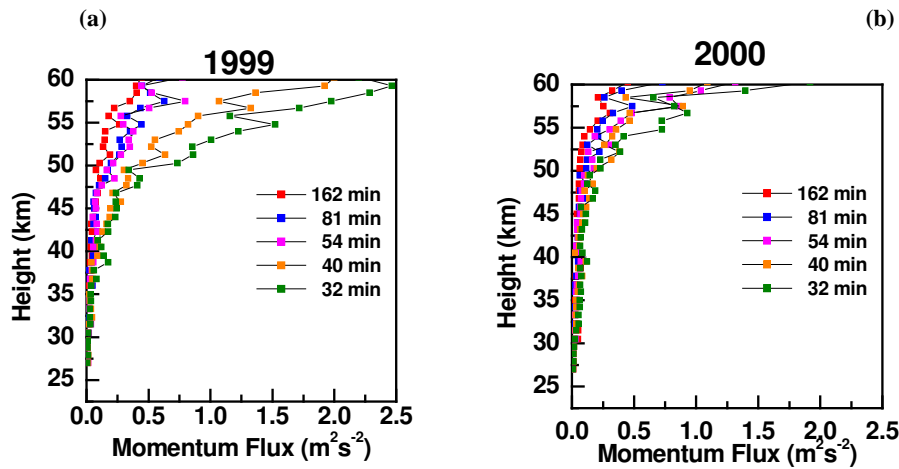 (a)
1999
60
55
50
45
40
35
30
25
Height (km)
162 min
81 min
54 min
40 min
32 min
0.0 0.5 1.0 1.5 2.0 2.5
Momentum Flux (m²s⁻²)
(b)
2000
60
55
50
45
40
35
30
25
Height (km)
162 min
81 min
54 min
40 min
32 min
0.0 0.5 1.0 1.5 2.0 2.5
Momentum Flux (m²s⁻²)